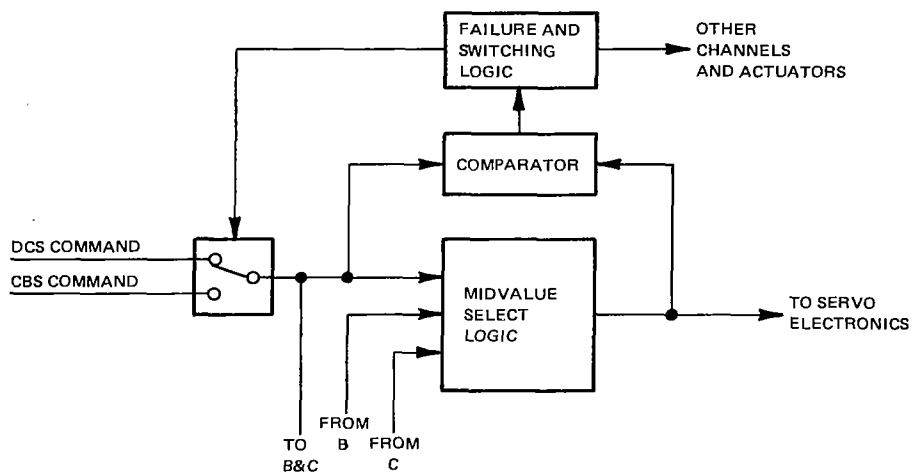 FAILURE AND
SWITCHING
LOGIC
OTHER
CHANNELS
AND ACTUATORS
COMPARATOR
DCS COMMAND
CBS COMMAND
MIDVALUE
SELECT
LOGIC
TO SERVO
ELECTRONICS
TO
B&C
FROM
B
FROM
C